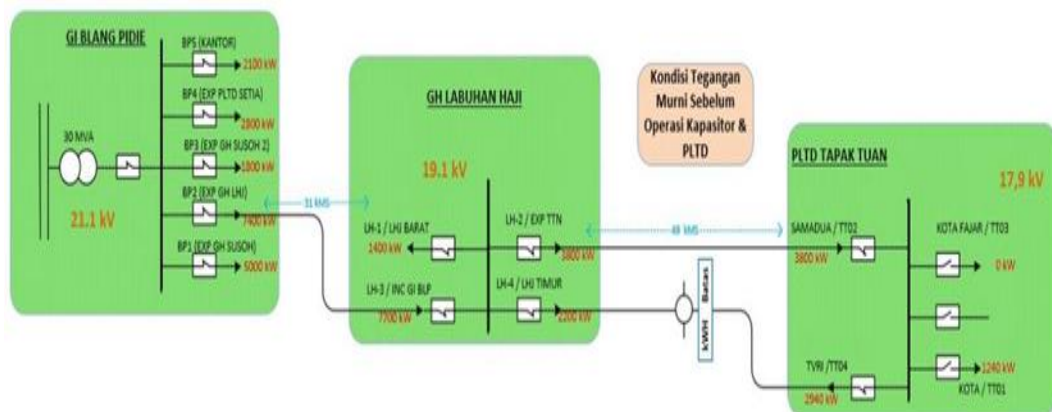 GI BLANG PIDIE
BP5 (KANTOR)
2100 kW
BP4 (EXP PLTD SETIA)
2800 kW
30 MVA
BP3 (EXP GH SUSOH 2)
1800 kW
21.1 kV
BP2 (EXP GH LHJ)
7400 kW
BP1 (EXP GH SUSOH)
5000 kW
31 KMS
GH LABUHAN HAJI
19.1 kV
LH-1 / LHJ BARAT
1400 kW
LH-2 / EXP TTN
3800 kW
LH-3 / INC GI BLP
7700 kW
LH-4 / LHJ TIMUR
2200 kW
Kondisi Tegangan
Murni Sebelum
Operasi Kapasitor &
PLTD
KMS
kWH Batas
PLTD TAPAK TUAN
17,9 kV
SAMADUA / TT02
3800 kW
KOTA FAJAR / TT03
0 kW
1240 kW
KOTA / TT01
TVRI /TT04
2940 kW